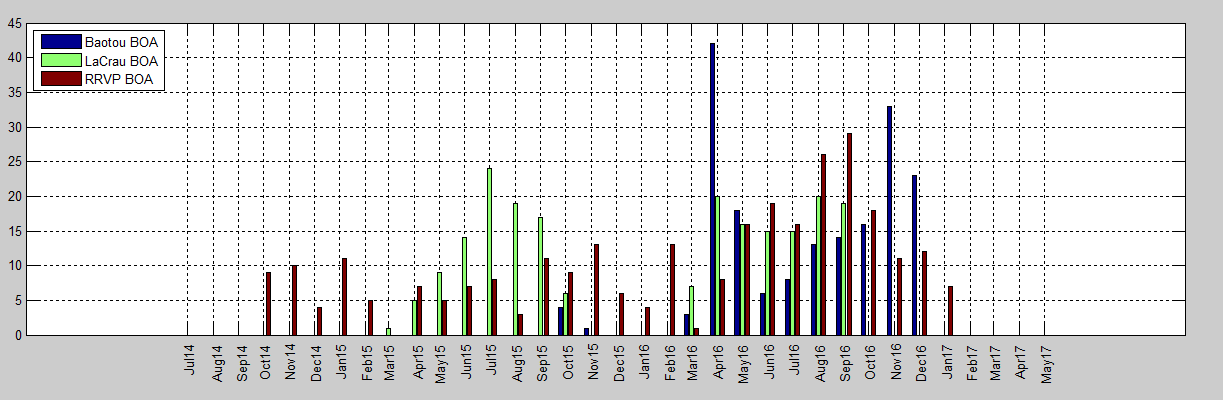 45
40
35
30
25
20
15
10
5
0
Baotou BOA
LaCrau BOA
RRVP BOA
Jul14
Aug14
Sep14
Oct14
Nov14
Dec14
Jan15
Feb15
Mar15
Apr15
May15
Jun15
Jul15
Aug15
Sep15
Oct15
Nov15
Dec15
Jan16
Feb16
Mar16
Apr16
May16
Jun16
Jul16
Aug16
Sep16
Oct16
Nov16
Dec16
Jan17
Feb17
Mar17
Apr17
May17